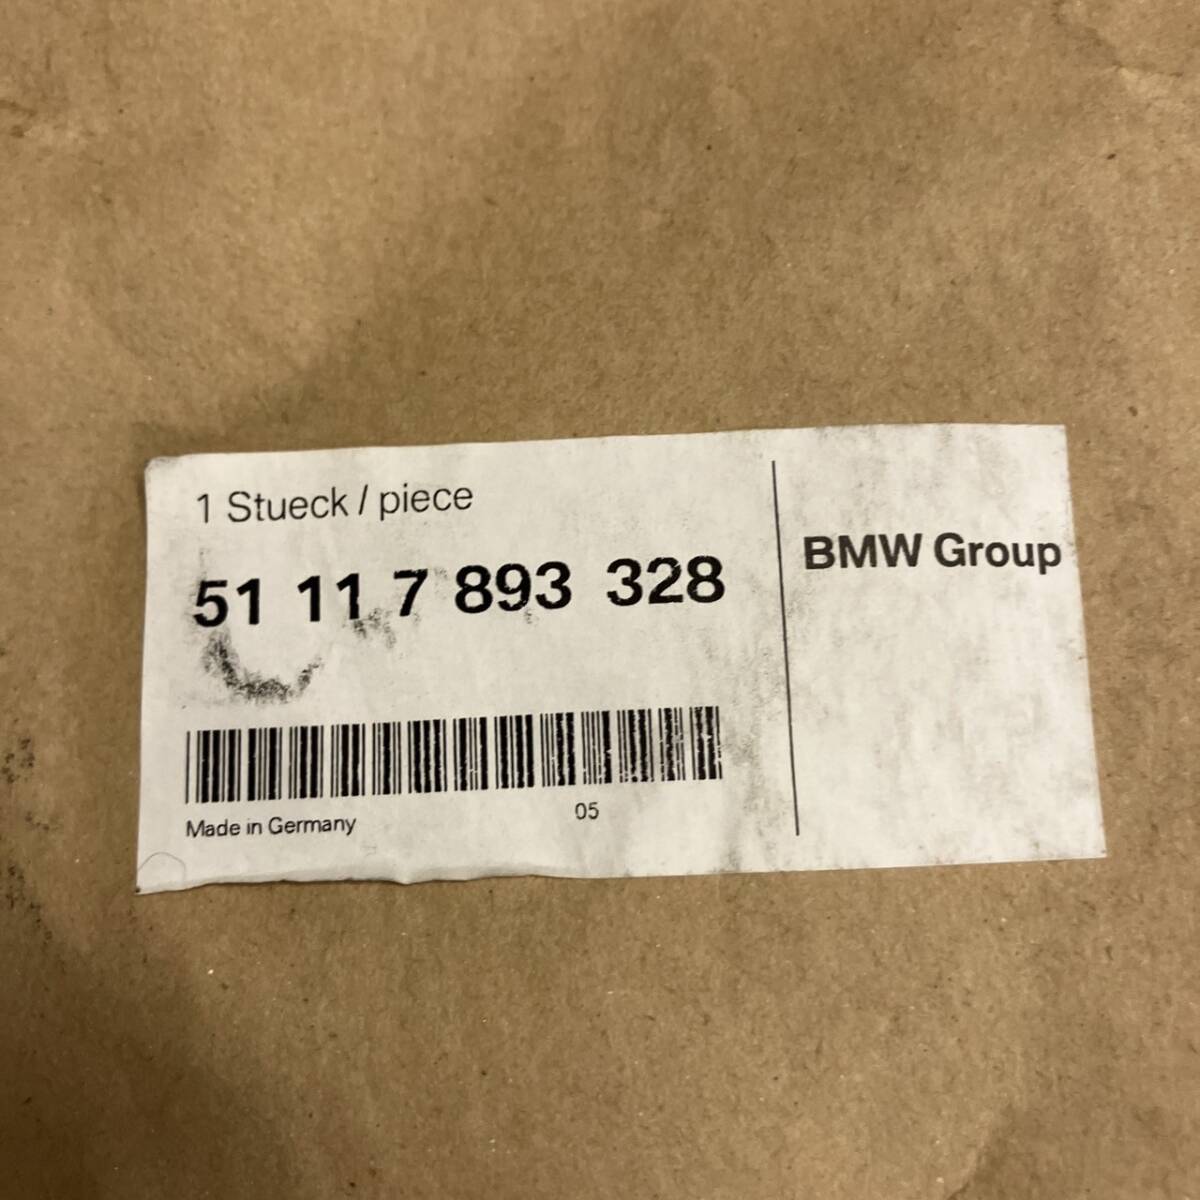 1 Stueck / piece
51 11 7 893 328
BMW Group
05
Made in Germany